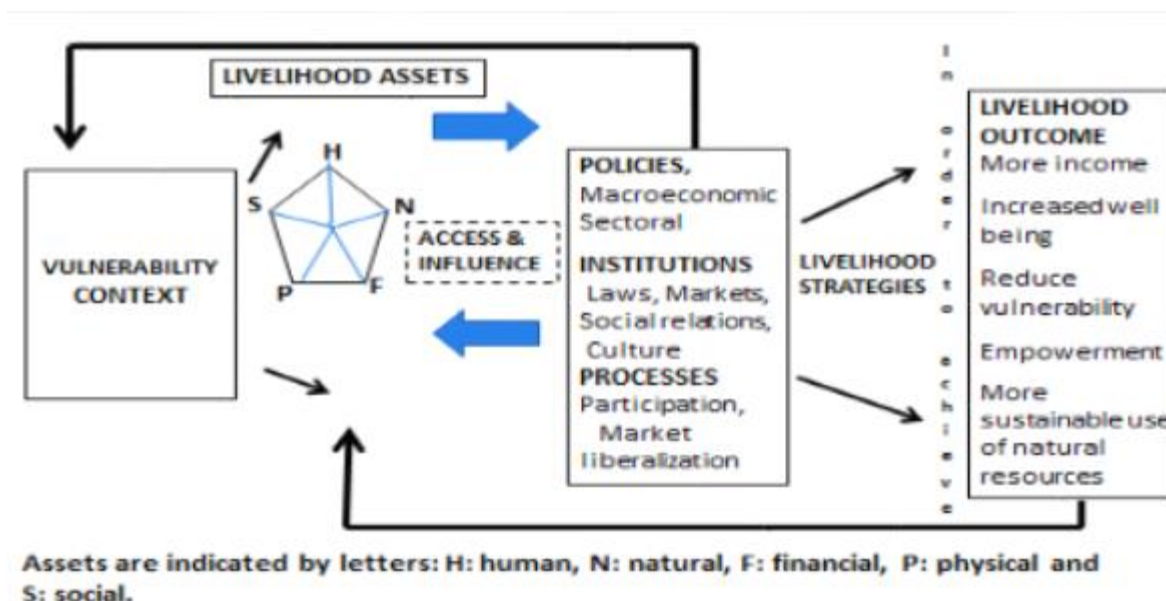 LIVELIHOOD ASSETS
VULNERABILITY
CONTEXT
H
S
N
P
F
ACCESS &
INFLUENCE
POLICIES,
Macroeconomic
Sectoral
INSTITUTIONS
Laws, Markets,
Social relations,
Culture
PROCESSES
Participation,
Market
liberalization
LIVELIHOOD
STRATEGIES
In order to achieve
LIVELIHOOD
OUTCOME
More income
Increased well
being
Reduce
vulnerability
Empowerment
More
sustainable use
of natural
resources
Assets are indicated by letters: H: human, N: natural, F: financial, P: physical and
S: social.